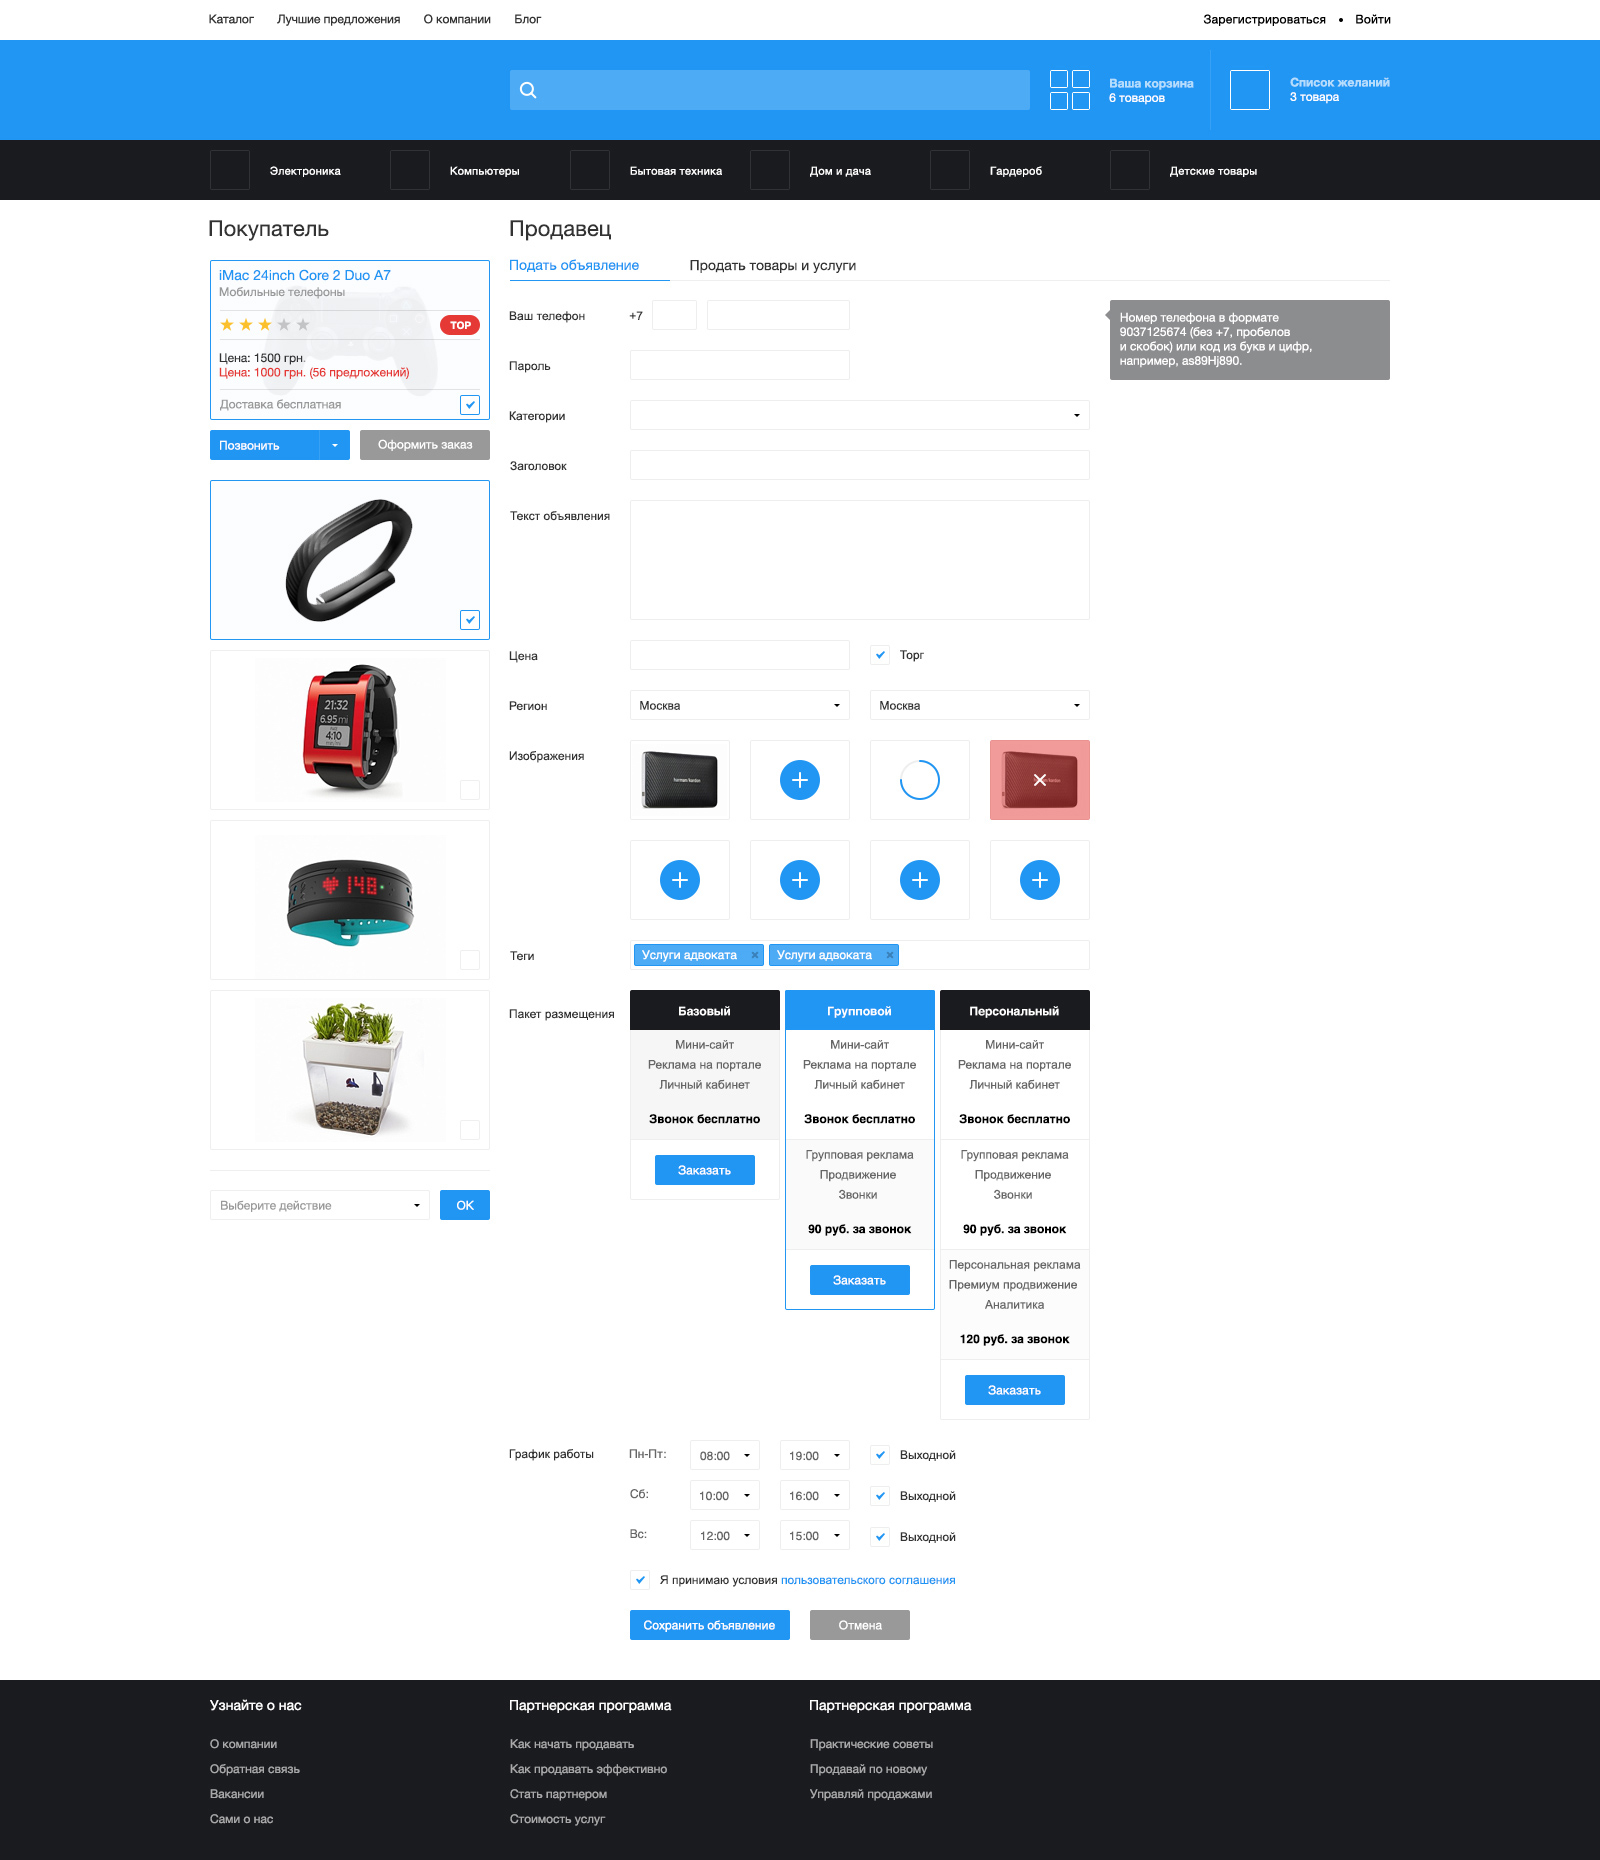 Каталог Лучшие предложения О компании Блог Зарегистрироваться • Войти
Ваша корзина
6 товаров
Список желаний
3 товара
Электроника Компьютеры Бытовая техника Дом и дача Гардероб Детские товары
Покупатель
iMac 24inch Core 2 Duo A7
Мобильные телефоны
TOP
Цена: 1500 грн.
Цена: 1000 грн. (56 предложений)
Доставка бесплатная
Позвонить
Оформить заказ
21:32
6.95 mi
4:10
148
Выберите действие
OK
Продавец
Подать объявление Продать товары и услуги
Ваш телефон +7
Номер телефона в формате
9037125674 (без +7, пробелов
и скобок) или код из букв и цифр,
например, as89Hj890.
Пароль
Категории
Заголовок
Текст объявления
Цена
Торг
Регион Москва Москва
Изображения
harman/kardon
harman/kardon
Теги Услуги адвоката × Услуги адвоката ×
Пакет размещения
Базовый
Мини-сайт
Реклама на портале
Личный кабинет
Звонок бесплатно
Заказать
Групповой
Мини-сайт
Реклама на портале
Личный кабинет
Звонок бесплатно
Групповая реклама
Продвижение
Звонки
90 руб. за звонок
Заказать
Персональный
Мини-сайт
Реклама на портале
Личный кабинет
Звонок бесплатно
Групповая реклама
Продвижение
Звонки
90 руб. за звонок
Персональная реклама
Премиум продвижение
Аналитика
120 руб. за звонок
Заказать
График работы Пн-Пт: 08:00 19:00 Выходной
Сб: 10:00 16:00 Выходной
Вс: 12:00 15:00 Выходной
Я принимаю условия пользовательского соглашения
Сохранить объявление
Отмена
Узнайте о нас
О компании
Обратная связь
Вакансии
Сами о нас
Партнерская программа
Как начать продавать
Как продавать эффективно
Стать партнером
Стоимость услуг
Партнерская программа
Практические советы
Продавай по новому
Управляй продажами